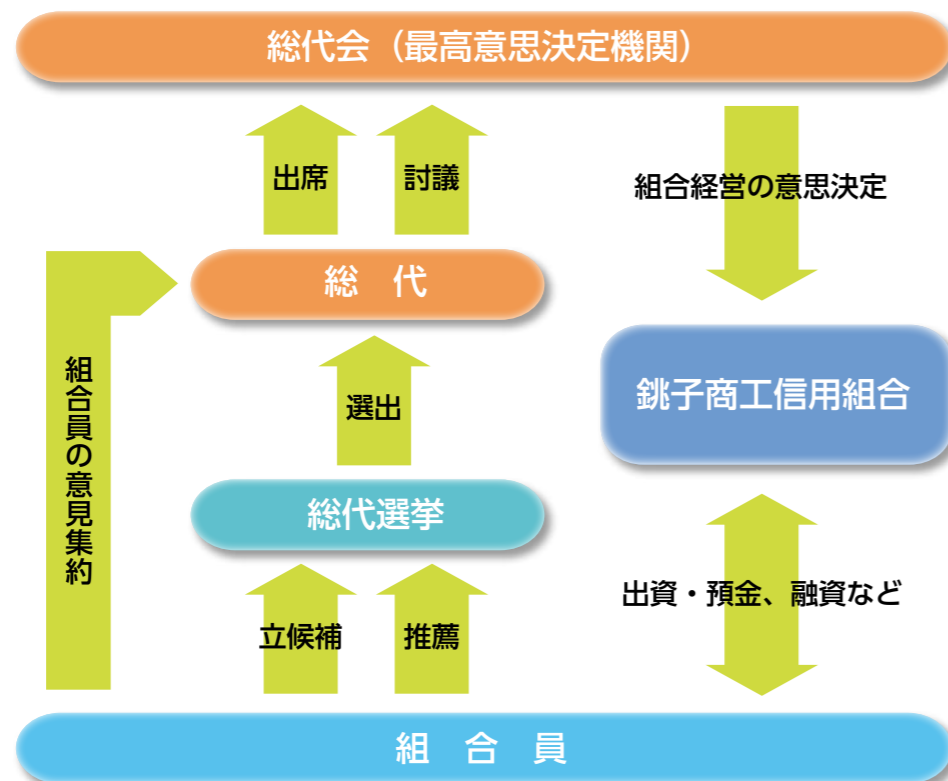 総代会（最高意思決定機関）
出席
討議
組合経営の意思決定
総　代
組合員の意見集約
選出
銚子商工信用組合
総代選挙
立候補
推薦
出資・預金、融資など
組　合　員